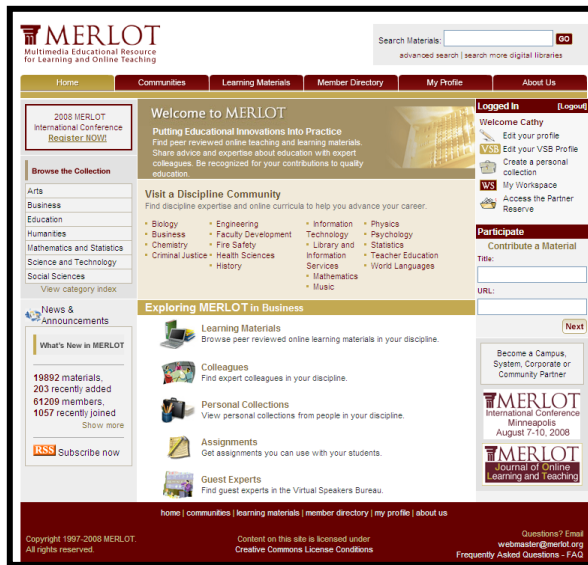 MERLOT
Multimedia Educational Resource
for Learning and Online Teaching
Search Materials:
GO
advanced search | search more digital libraries
Home
Communities
Learning Materials
Member Directory
My Profile
About Us
2008 MERLOT
International Conference
Register NOW!
Browse the Collection
Arts
Business
Education
Humanities
Mathematics and Statistics
Science and Technology
Social Sciences
View category index
News &
Announcements
What's New in MERLOT
19892 materials,
203 recently added
61209 members,
1057 recently joined
Show more
RSS Subscribe now
Welcome to MERLOT
Putting Educational Innovations Into Practice
Find peer reviewed online teaching and learning materials.
Share advice and expertise about education with expert
colleagues. Be recognized for your contributions to quality
education.
Visit a Discipline Community
Find discipline expertise and online curricula to help you advance your career.
• Biology
• Business
• Chemistry
• Criminal Justice
• Engineering
• Faculty Development
• Fire Safety
• Health Sciences
• History
• Information
Technology
• Library and
Information
Services
• Mathematics
• Music
• Physics
• Psychology
• Statistics
• Teacher Education
• World Languages
Exploring MERLOT in Business
Learning Materials
Browse peer reviewed online learning materials in your discipline.
Colleagues
Find expert colleagues in your discipline.
Personal Collections
View personal collections from people in your discipline.
Assignments
Get assignments you can use with your students.
Guest Experts
Find guest experts in the Virtual Speakers Bureau.
Logged In [Logout]
Welcome Cathy
Edit your profile
VSB Edit your VSB Profile
Create a personal
collection
WS My Workspace
Access the Partner
Reserve
Participate
Contribute a Material
Title:
URL:
Next
Become a Campus,
System, Corporate or
Community Partner
MERLOT
International Conference
Minneapolis
August 7-10, 2008
MERLOT
Journal of Online
Learning and Teaching
home | communities | learning materials | member directory | my profile | about us
Copyright 1997-2008 MERLOT.
All rights reserved.
Content on this site is licensed under
Creative Commons License Conditions
Questions? Email
webmaster@merlot.org
Frequently Asked Questions - FAQ